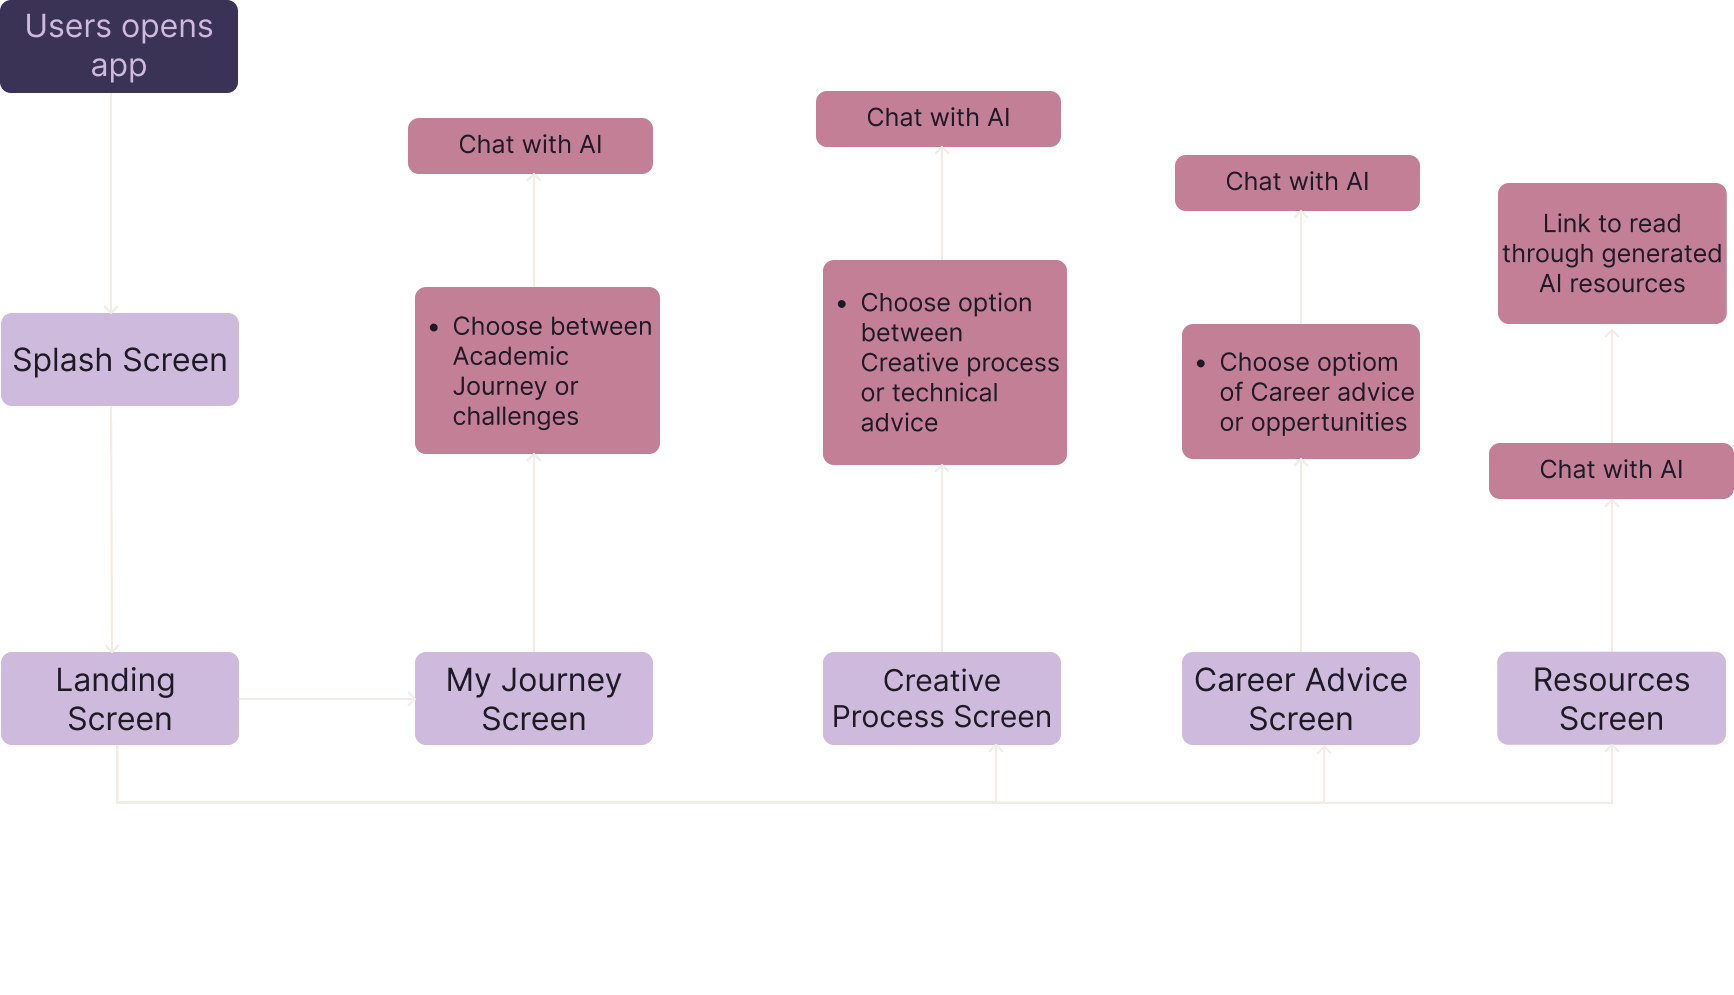 Users opens
app
Chat with AI
Chat with AI
Chat with AI
Link to read
through generated
AI resources
• Choose between
Academic
Journey or
challenges
• Choose option
between
Creative process
or technical
advice
Splash Screen
• Choose optiom
of Career advice
or oppertunities
Chat with AI
Landing
Screen
My Journey
Screen
Creative
Process Screen
Career Advice
Screen
Resources
Screen